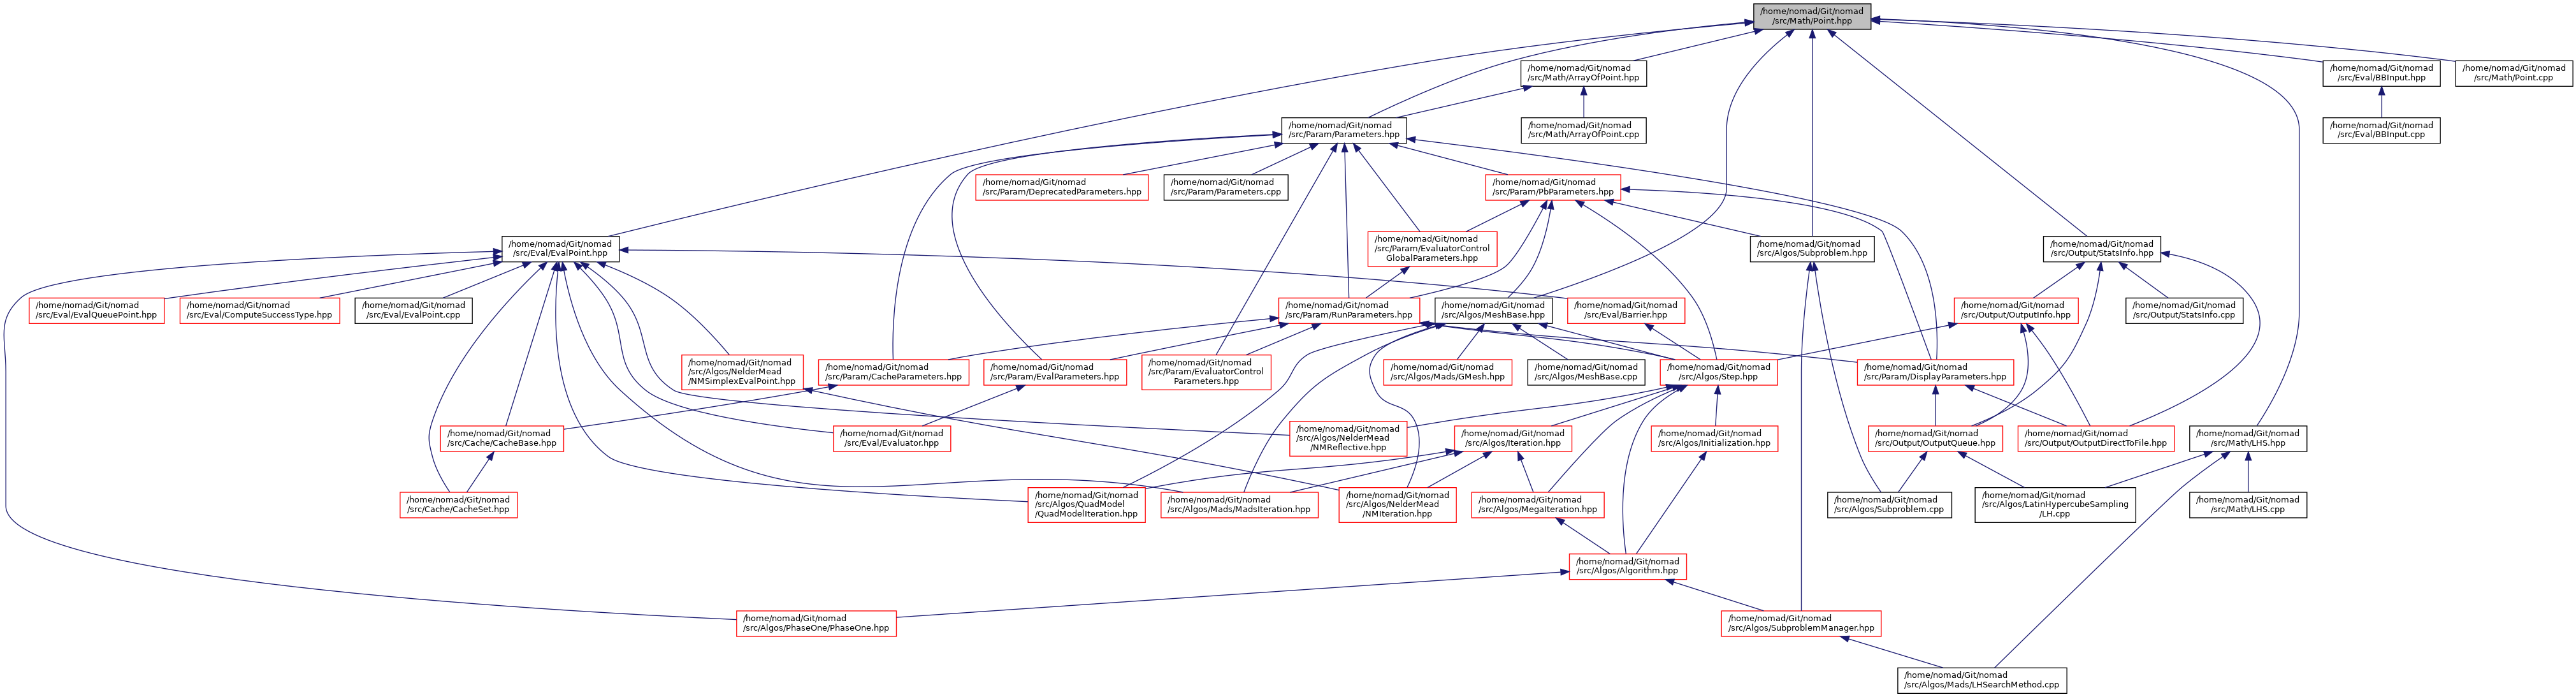 /home/nomad/Git/nomad
/src/Math/Point.hpp
/home/nomad/Git/nomad
/src/Math/ArrayOfPoint.hpp
/home/nomad/Git/nomad
/src/Eval/BBInput.hpp
/home/nomad/Git/nomad
/src/Math/Point.cpp
/home/nomad/Git/nomad
/src/Param/Parameters.hpp
/home/nomad/Git/nomad
/src/Math/ArrayOfPoint.cpp
/home/nomad/Git/nomad
/src/Eval/BBInput.cpp
/home/nomad/Git/nomad
/src/Param/DeprecatedParameters.hpp
/home/nomad/Git/nomad
/src/Param/Parameters.cpp
/home/nomad/Git/nomad
/src/Param/PbParameters.hpp
/home/nomad/Git/nomad
/src/Eval/EvalPoint.hpp
/home/nomad/Git/nomad
/src/Param/EvaluatorControl
GlobalParameters.hpp
/home/nomad/Git/nomad
/src/Algos/Subproblem.hpp
/home/nomad/Git/nomad
/src/Output/StatsInfo.hpp
/home/nomad/Git/nomad
/src/Eval/EvalQueuePoint.hpp
/home/nomad/Git/nomad
/src/Eval/ComputeSuccessType.hpp
/home/nomad/Git/nomad
/src/Eval/EvalPoint.cpp
/home/nomad/Git/nomad
/src/Param/RunParameters.hpp
/home/nomad/Git/nomad
/src/Algos/MeshBase.hpp
/home/nomad/Git/nomad
/src/Eval/Barrier.hpp
/home/nomad/Git/nomad
/src/Output/OutputInfo.hpp
/home/nomad/Git/nomad
/src/Output/StatsInfo.cpp
/home/nomad/Git/nomad
/src/Algos/NelderMead
/NMSimplexEvalPoint.hpp
/home/nomad/Git/nomad
/src/Param/CacheParameters.hpp
/home/nomad/Git/nomad
/src/Param/EvalParameters.hpp
/home/nomad/Git/nomad
/src/Param/EvaluatorControl
Parameters.hpp
/home/nomad/Git/nomad
/src/Algos/Mads/GMesh.hpp
/home/nomad/Git/nomad
/src/Algos/MeshBase.cpp
/home/nomad/Git/nomad
/src/Algos/Step.hpp
/home/nomad/Git/nomad
/src/Param/DisplayParameters.hpp
/home/nomad/Git/nomad
/src/Cache/CacheBase.hpp
/home/nomad/Git/nomad
/src/Eval/Evaluator.hpp
/home/nomad/Git/nomad
/src/Algos/NelderMead
/NMReflective.hpp
/home/nomad/Git/nomad
/src/Algos/Iteration.hpp
/home/nomad/Git/nomad
/src/Algos/Initialization.hpp
/home/nomad/Git/nomad
/src/Output/OutputQueue.hpp
/home/nomad/Git/nomad
/src/Output/OutputDirectToFile.hpp
/home/nomad/Git/nomad
/src/Math/LHS.hpp
/home/nomad/Git/nomad
/src/Cache/CacheSet.hpp
/home/nomad/Git/nomad
/src/Algos/QuadModel
/QuadModelIteration.hpp
/home/nomad/Git/nomad
/src/Algos/Mads/MadsIteration.hpp
/home/nomad/Git/nomad
/src/Algos/NelderMead
/NMIteration.hpp
/home/nomad/Git/nomad
/src/Algos/MegaIteration.hpp
/home/nomad/Git/nomad
/src/Algos/Subproblem.cpp
/home/nomad/Git/nomad
/src/Algos/LatinHypercubeSampling
/LH.cpp
/home/nomad/Git/nomad
/src/Math/LHS.cpp
/home/nomad/Git/nomad
/src/Algos/Algorithm.hpp
/home/nomad/Git/nomad
/src/Algos/PhaseOne/PhaseOne.hpp
/home/nomad/Git/nomad
/src/Algos/SubproblemManager.hpp
/home/nomad/Git/nomad
/src/Algos/Mads/LHSearchMethod.cpp